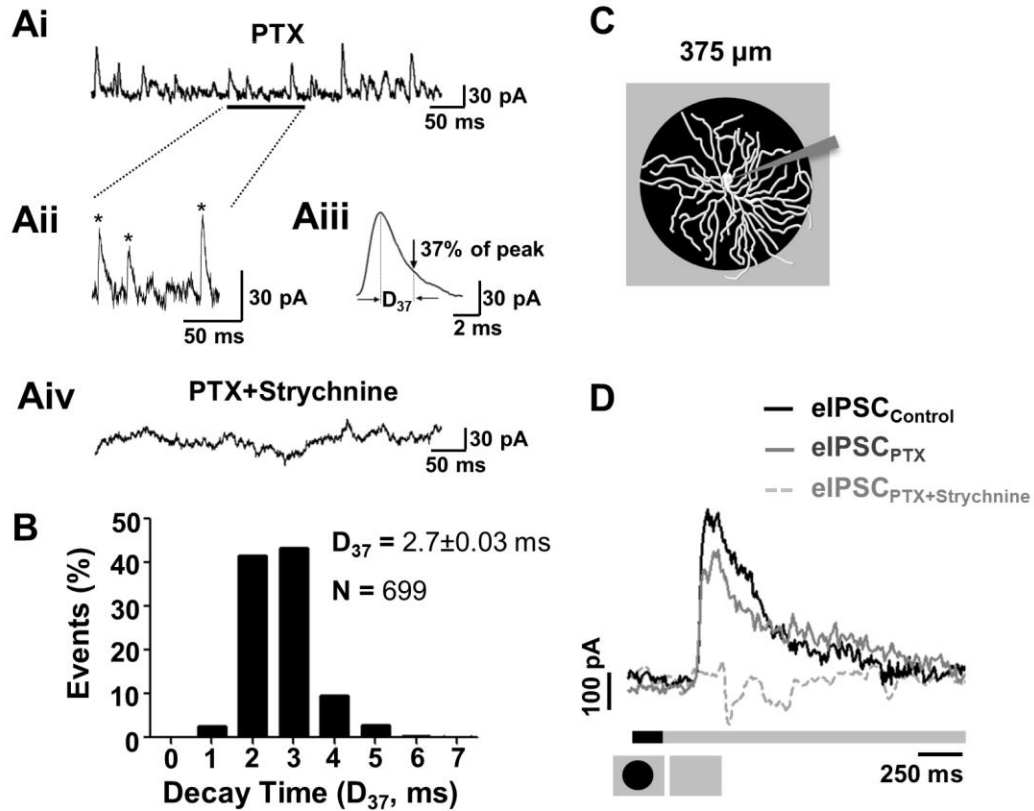 Ai
PTX
30 pA
50 ms
Aii
* * *
30 pA
50 ms
Aiii
37% of peak
D37
30 pA
2 ms
Aiv
PTX+Strychnine
30 pA
50 ms
B
50
40
30
20
10
0
Events (%)
D37 = 2.7±0.03 ms
N = 699
0 1 2 3 4 5 6 7
Decay Time (D37, ms)
C
375 µm
D
eIPSCControl
eIPSCPTX
eIPSCPTX+Strychnine
100 pA
250 ms